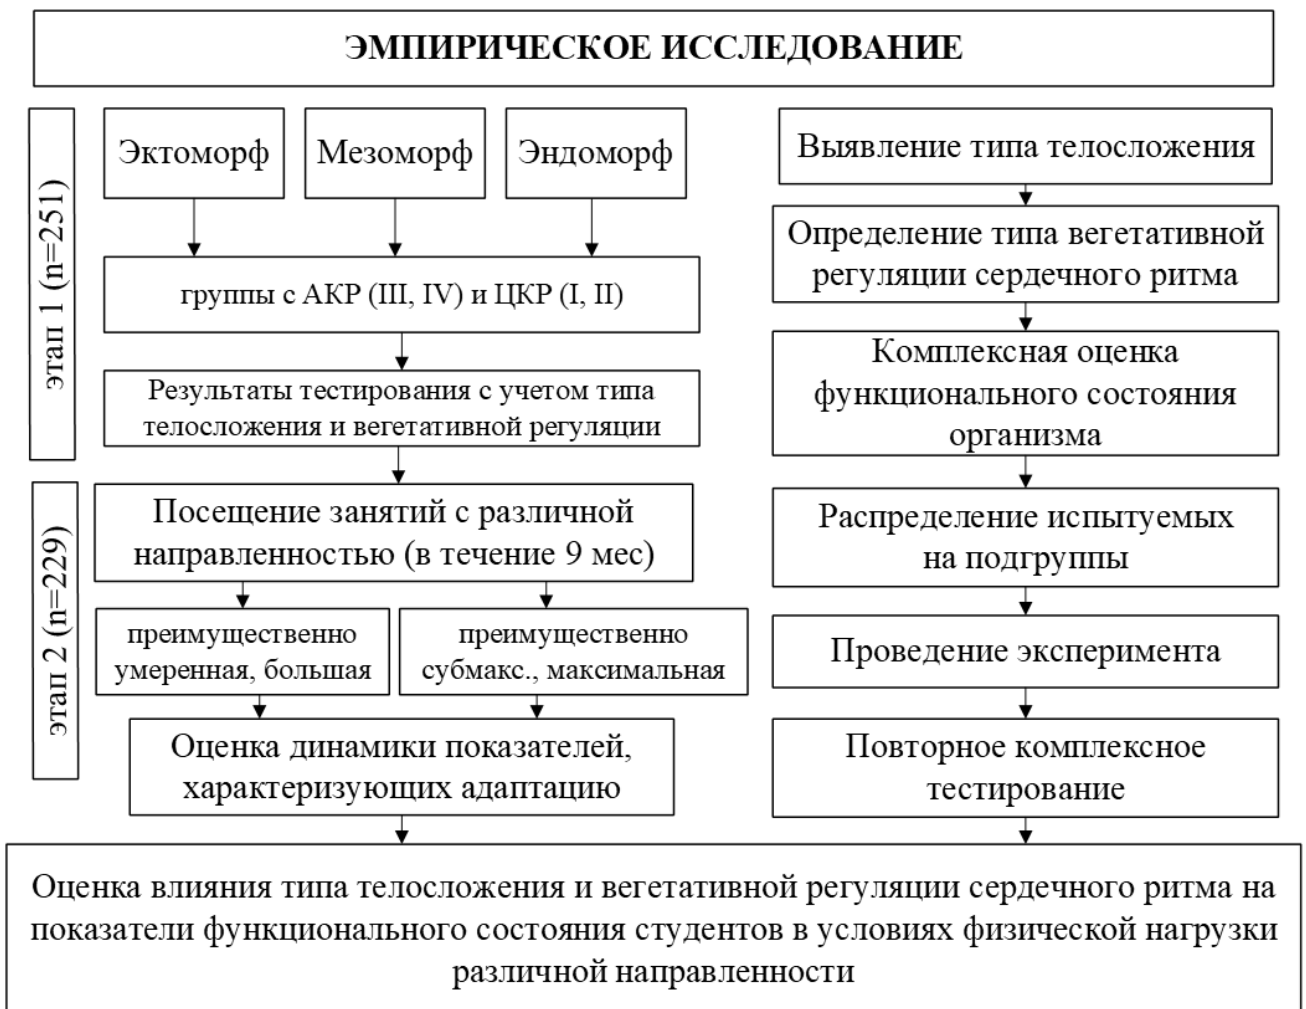 ЭМПИРИЧЕСКОЕ ИССЛЕДОВАНИЕ
этап 1 (n=251)
Эктоморф
Мезоморф
Эндоморф
группы с АКР (III, IV) и ЦКР (I, II)
Результаты тестирования с учетом типа
телосложения и вегетативной регуляции
этап 2 (n=229)
Посещение занятий с различной
направленностью (в течение 9 мес)
преимущественно
умеренная, большая
преимущественно
субмакс., максимальная
Оценка динамики показателей,
характеризующих адаптацию
Выявление типа телосложения
Определение типа вегетативной
регуляции сердечного ритма
Комплексная оценка
функционального состояния
организма
Распределение испытуемых
на подгруппы
Проведение эксперимента
Повторное комплексное
тестирование
Оценка влияния типа телосложения и вегетативной регуляции сердечного ритма на
показатели функционального состояния студентов в условиях физической нагрузки
различной направленности